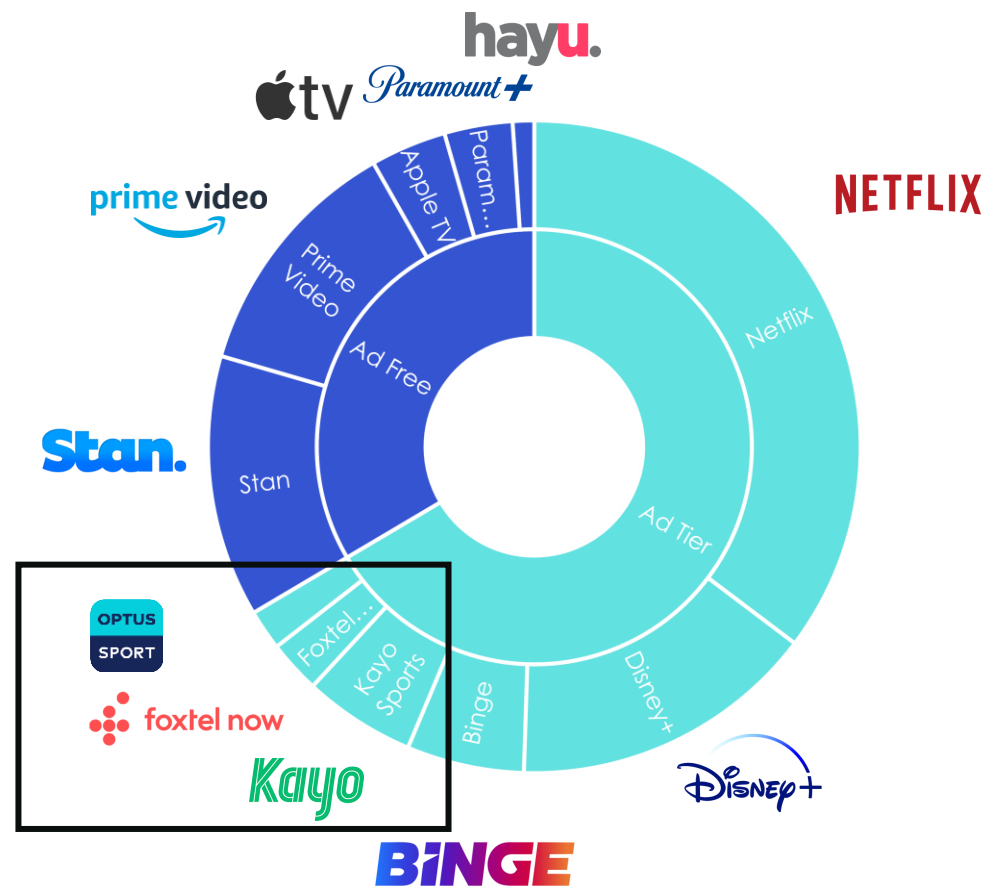 hayu.
tv
Paramount+
prime video
NETFLIX
Param...
Apple TV
Prime
Video
Netflix
Ad Free
Stan.
Stan
Ad Tier
OPTUS
SPORT
Foxtel...
Kayo
Sports
Binge
Disney+
foxtel now
Kayo
Disney+
BiNGE